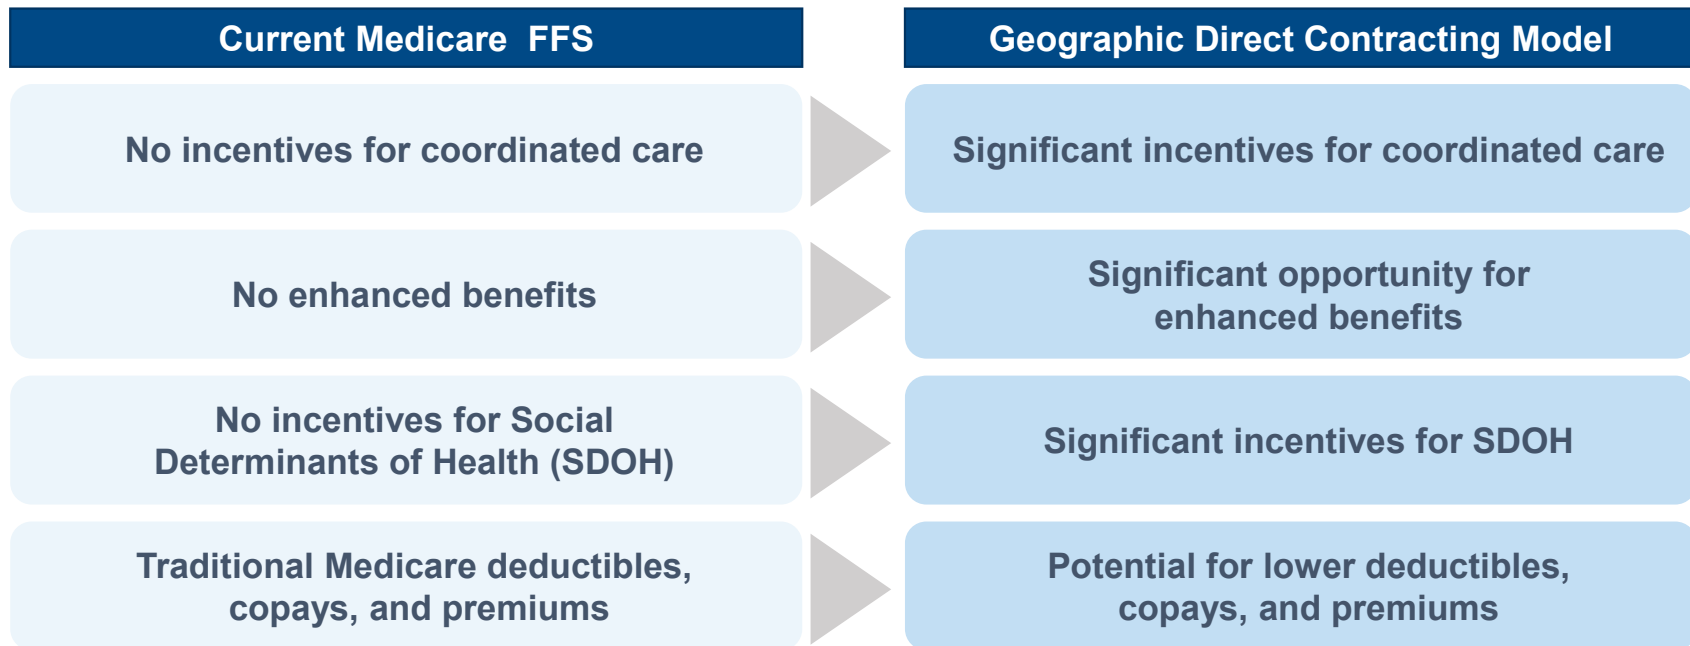 Current Medicare  FFS
Geographic Direct Contracting Model
No incentives for coordinated care
Significant incentives for coordinated care
No enhanced benefits
Significant opportunity for
enhanced benefits
No incentives for Social
Determinants of Health (SDOH)
Significant incentives for SDOH
Traditional Medicare deductibles,
copays, and premiums
Potential for lower deductibles,
copays, and premiums